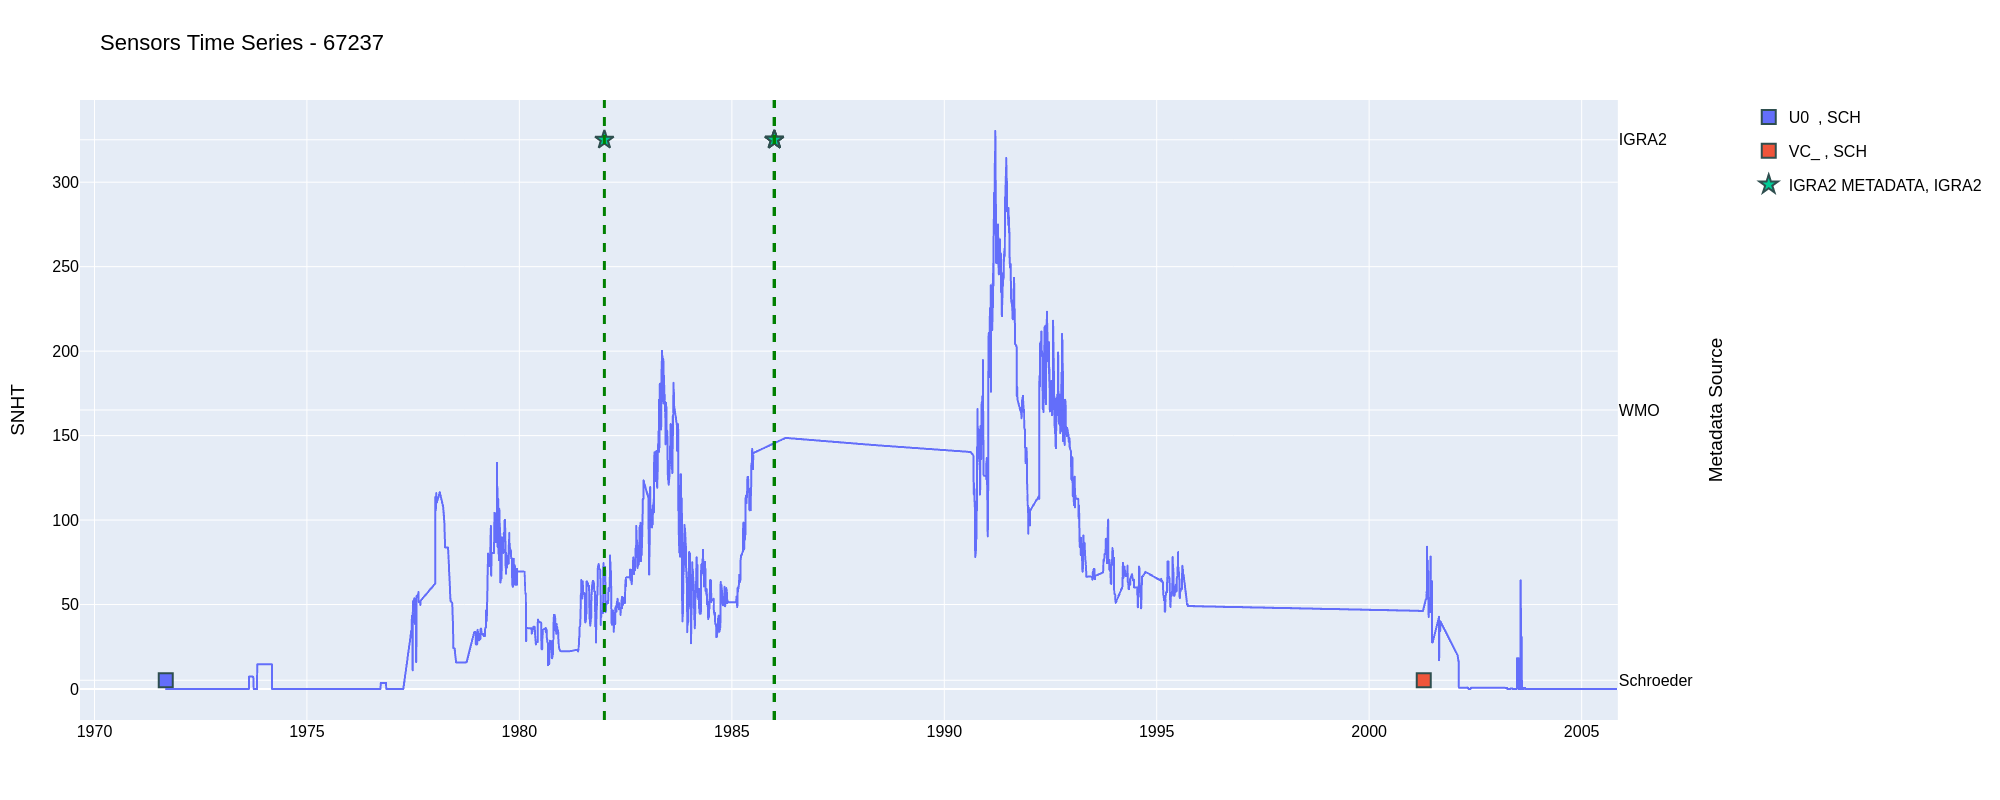 Sensors Time Series - 67237
U0  , SCH
VC_ , SCH
IGRA2 METADATA, IGRA2
SNHT
300
250
200
150
100
50
0
IGRA2
WMO
Schroeder
Metadata Source
1970 1975 1980 1985 1990 1995 2000 2005